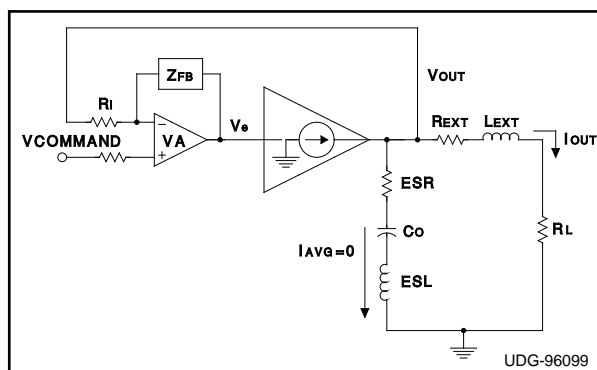 ZFB
VOUT
RI
REXT
LEXT
IOUT
VCOMMAND
−
VA
+
Ve
ESR
CO
RL
IAVG=0
ESL
UDG-96099